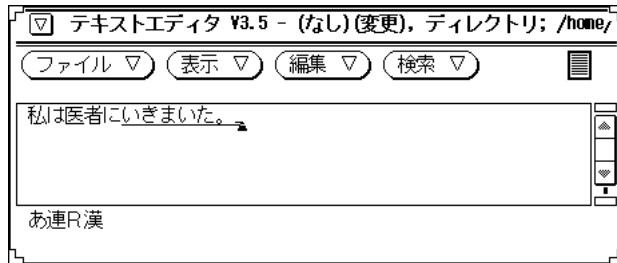 テキストエディタ V3.5 - (なし)(変更), ディレクトリ; /home/
ファイル ▽ 表示 ▽ 編集 ▽ 検索 ▽
私は医者にいきまいた。
あ連R漢